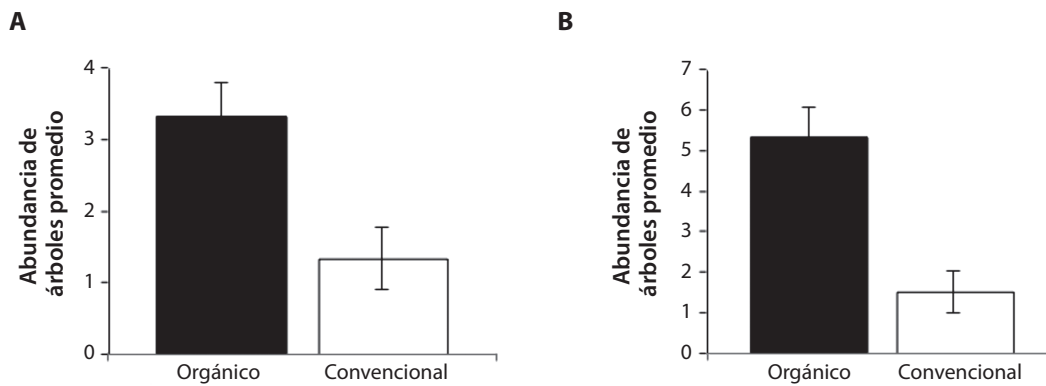 A
Abundancia de
árboles promedio
4
3
2
1
0
Orgánico Convencional
B
Abundancia de
árboles promedio
7
6
5
4
3
2
1
0
Orgánico Convencional